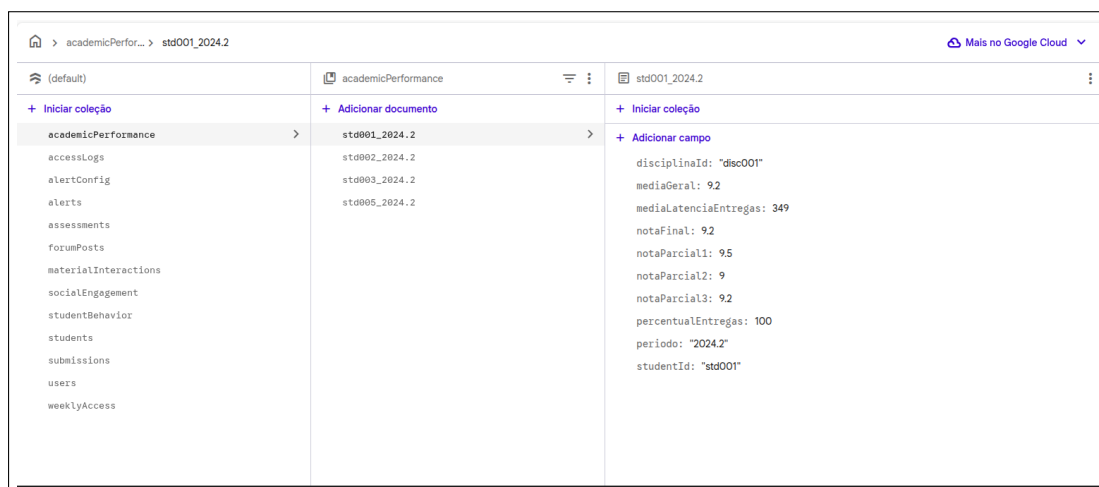 academicPerfor... > std001_2024.2
Mais no Google Cloud
(default)
academicPerformance
std001_2024.2
+ Iniciar coleção
academicPerformance
accessLogs
alertConfig
alerts
assessments
forumPosts
materialInteractions
socialEngagement
studentBehavior
students
submissions
users
weeklyAccess
+ Adicionar documento
std001_2024.2
std002_2024.2
std003_2024.2
std005_2024.2
+ Iniciar coleção
+ Adicionar campo
disciplinaId: "disc001"
mediaGeral: 9.2
mediaLatenciaEntregas: 349
notaFinal: 9.2
notaParcial1: 9.5
notaParcial2: 9
notaParcial3: 9.2
percentualEntregas: 100
periodo: "2024.2"
studentId: "std001"